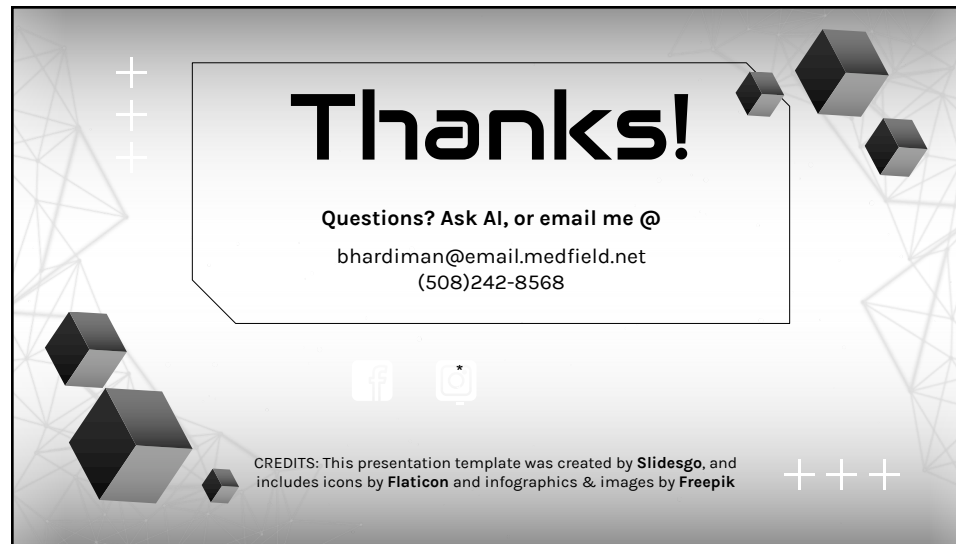 Thanks!
Questions? Ask AI, or email me @
bhardiman@email.medfield.net
(508)242-8568
*
CREDITS: This presentation template was created by Slidesgo, and
includes icons by Flaticon and infographics & images by Freepik